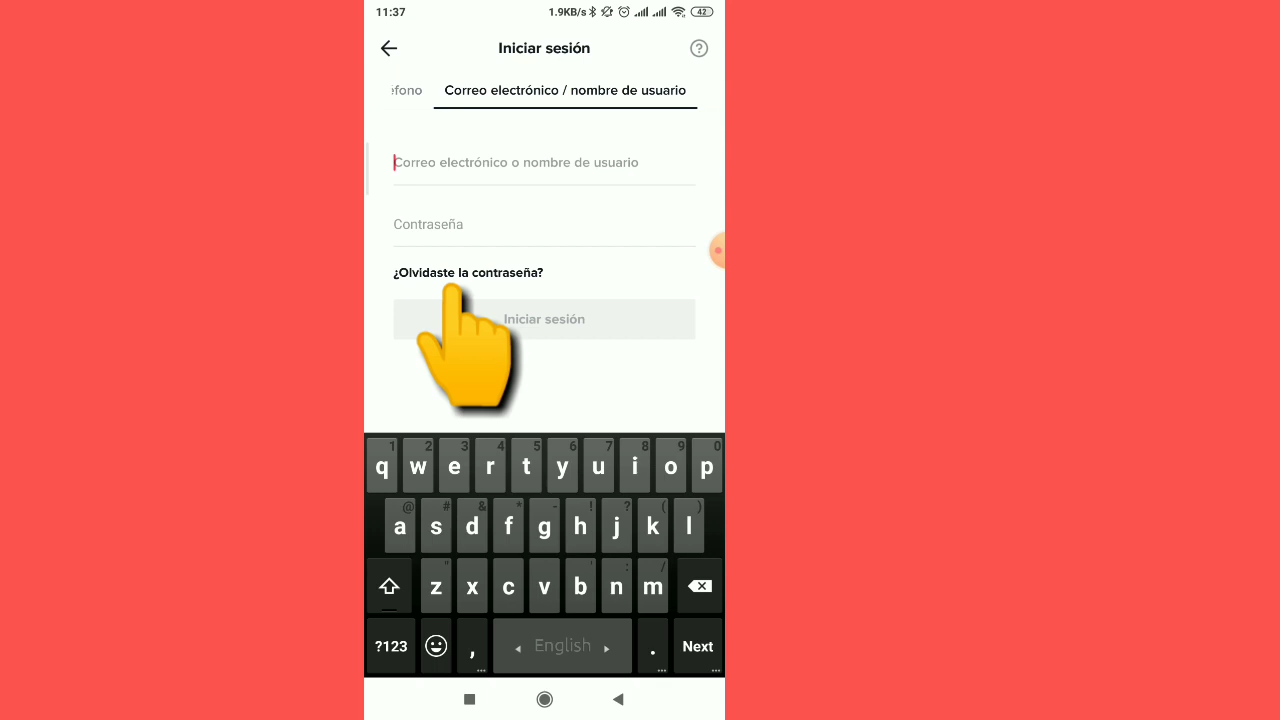 11:37 1.9KB/s 42
Iniciar sesión ?
éfono Correo electrónico / nombre de usuario
Correo electrónico o nombre de usuario
Contraseña
¿Olvidaste la contraseña?
Iniciar sesión
1 2 3 4 5 6 7 8 9 0
q w e r t y u i o p
@ # & * - ! ? ( )
a s d f g h j k l
" ' : /
z x c v b n m
?123 , English . Next